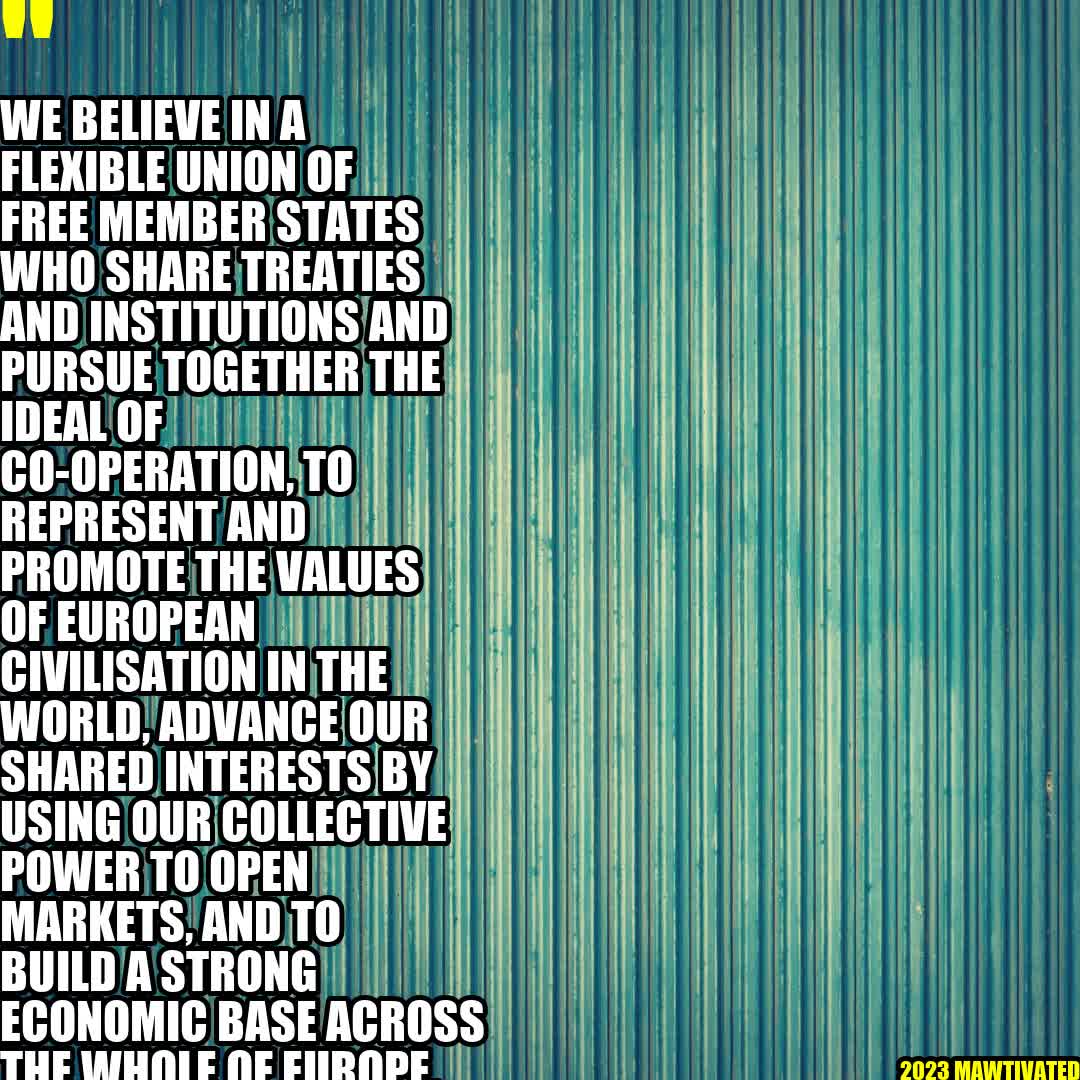 "
WE BELIEVE IN A
FLEXIBLE UNION OF
FREE MEMBER STATES
WHO SHARE TREATIES
AND INSTITUTIONS AND
PURSUE TOGETHER THE
IDEAL OF
CO-OPERATION, TO
REPRESENT AND
PROMOTE THE VALUES
OF EUROPEAN
CIVILISATION IN THE
WORLD, ADVANCE OUR
SHARED INTERESTS BY
USING OUR COLLECTIVE
POWER TO OPEN
MARKETS, AND TO
BUILD A STRONG
ECONOMIC BASE ACROSS
THE WHOLE OF EUROPE.
2023 MAWTIVATED